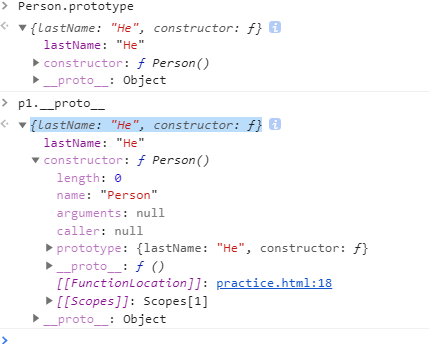 > Person.prototype
< ▼{lastName: "He", constructor: ƒ} i
lastName: "He"
▶constructor: ƒ Person()
▶__proto__: Object
> p1.__proto__
< ▼{lastName: "He", constructor: ƒ} i
lastName: "He"
▼constructor: ƒ Person()
length: 0
name: "Person"
arguments: null
caller: null
▶prototype: {lastName: "He", constructor: ƒ}
▶__proto__: ƒ ()
[[FunctionLocation]]: practice.html:18
▶[[Scopes]]: Scopes[1]
▶__proto__: Object
>